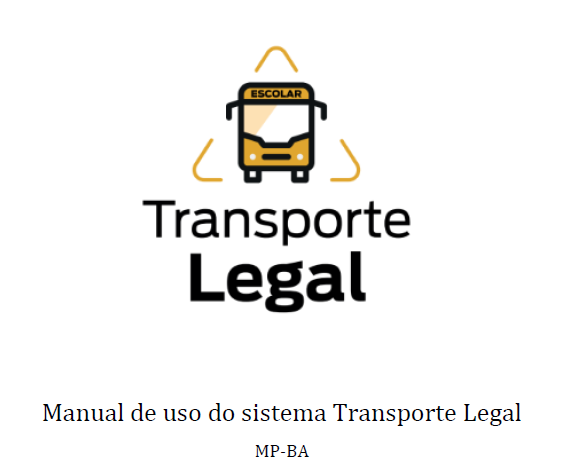 ESCOLAR
Transporte
Legal
Manual de uso do sistema Transporte Legal
MP-BA